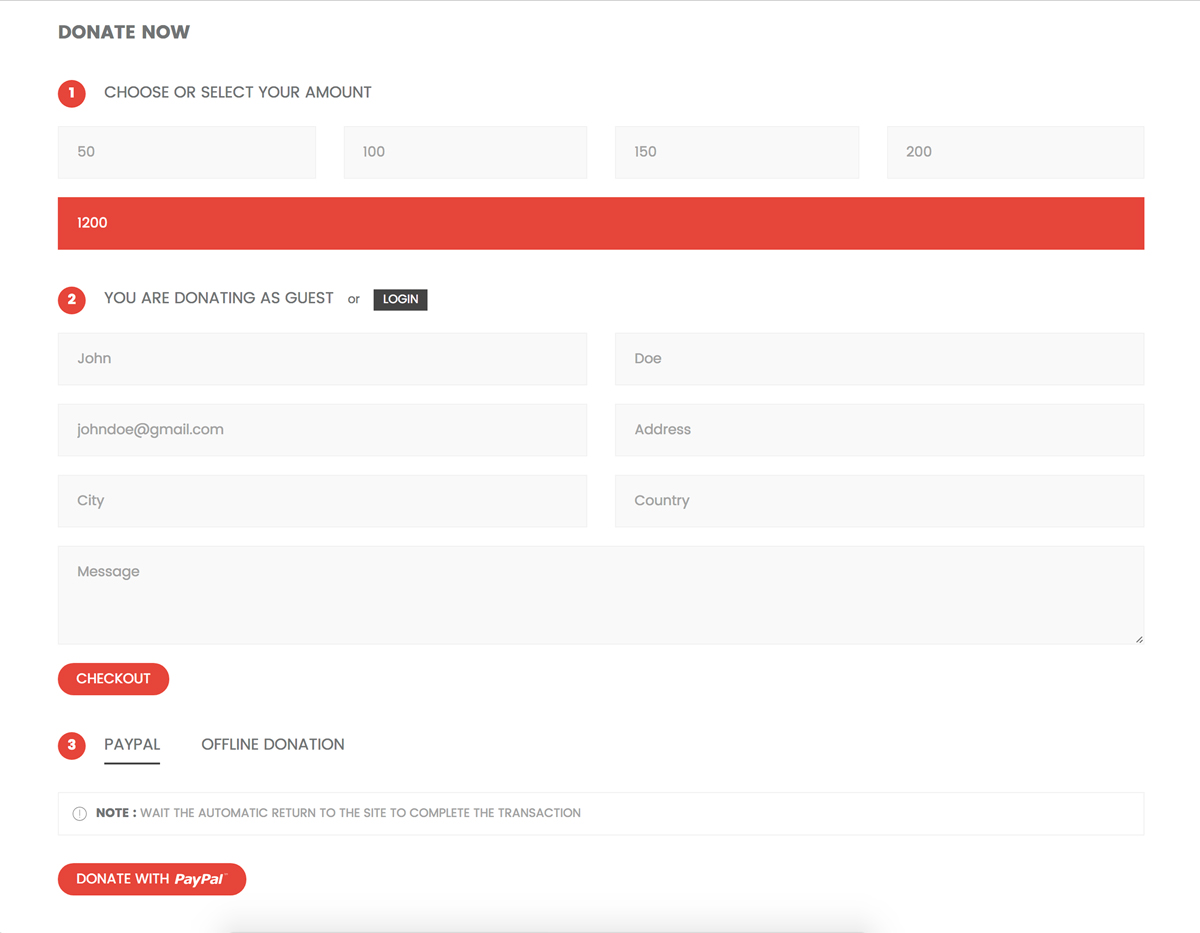 DONATE NOW
1 CHOOSE OR SELECT YOUR AMOUNT
50 100 150 200
1200
2 YOU ARE DONATING AS GUEST or LOGIN
John Doe
johndoe@gmail.com Address
City Country
Message
CHECKOUT
3 PAYPAL OFFLINE DONATION
NOTE : WAIT THE AUTOMATIC RETURN TO THE SITE TO COMPLETE THE TRANSACTION
DONATE WITH PayPal™